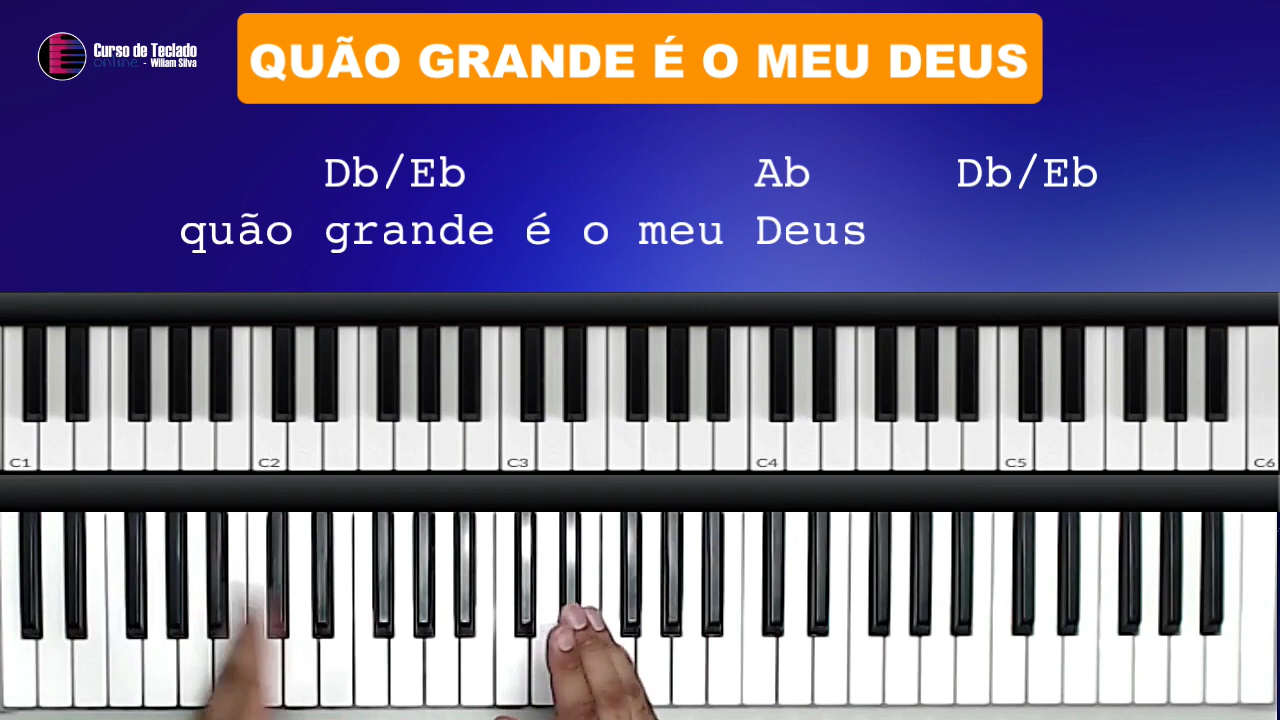 Curso de Teclado
online - Wiliam Silva
QUÃO GRANDE É O MEU DEUS
Db/Eb Ab Db/Eb
quão grande é o meu Deus
C1 C2 C3 C4 C5 C6